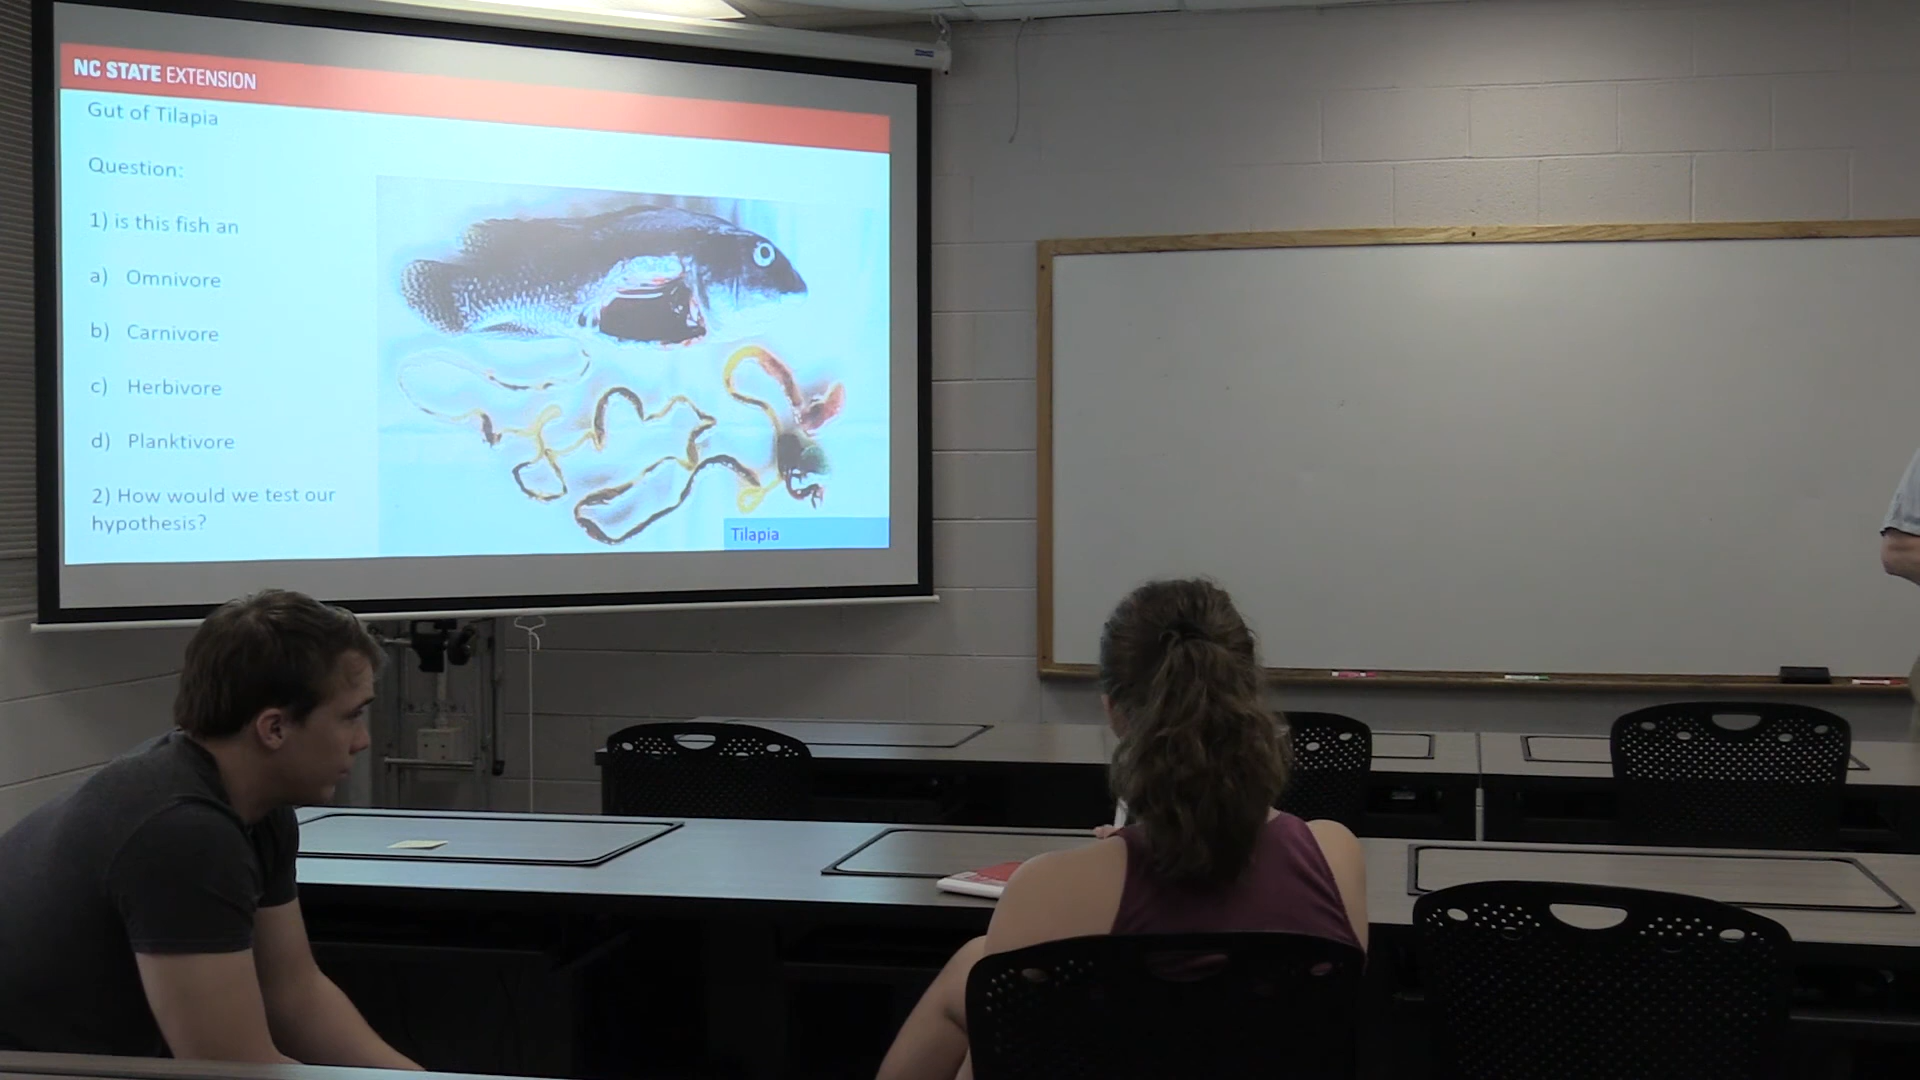 NC STATE EXTENSION
Gut of Tilapia
Question:
1) is this fish an
a) Omnivore
b) Carnivore
c) Herbivore
d) Planktivore
2) How would we test our
hypothesis?
Tilapia